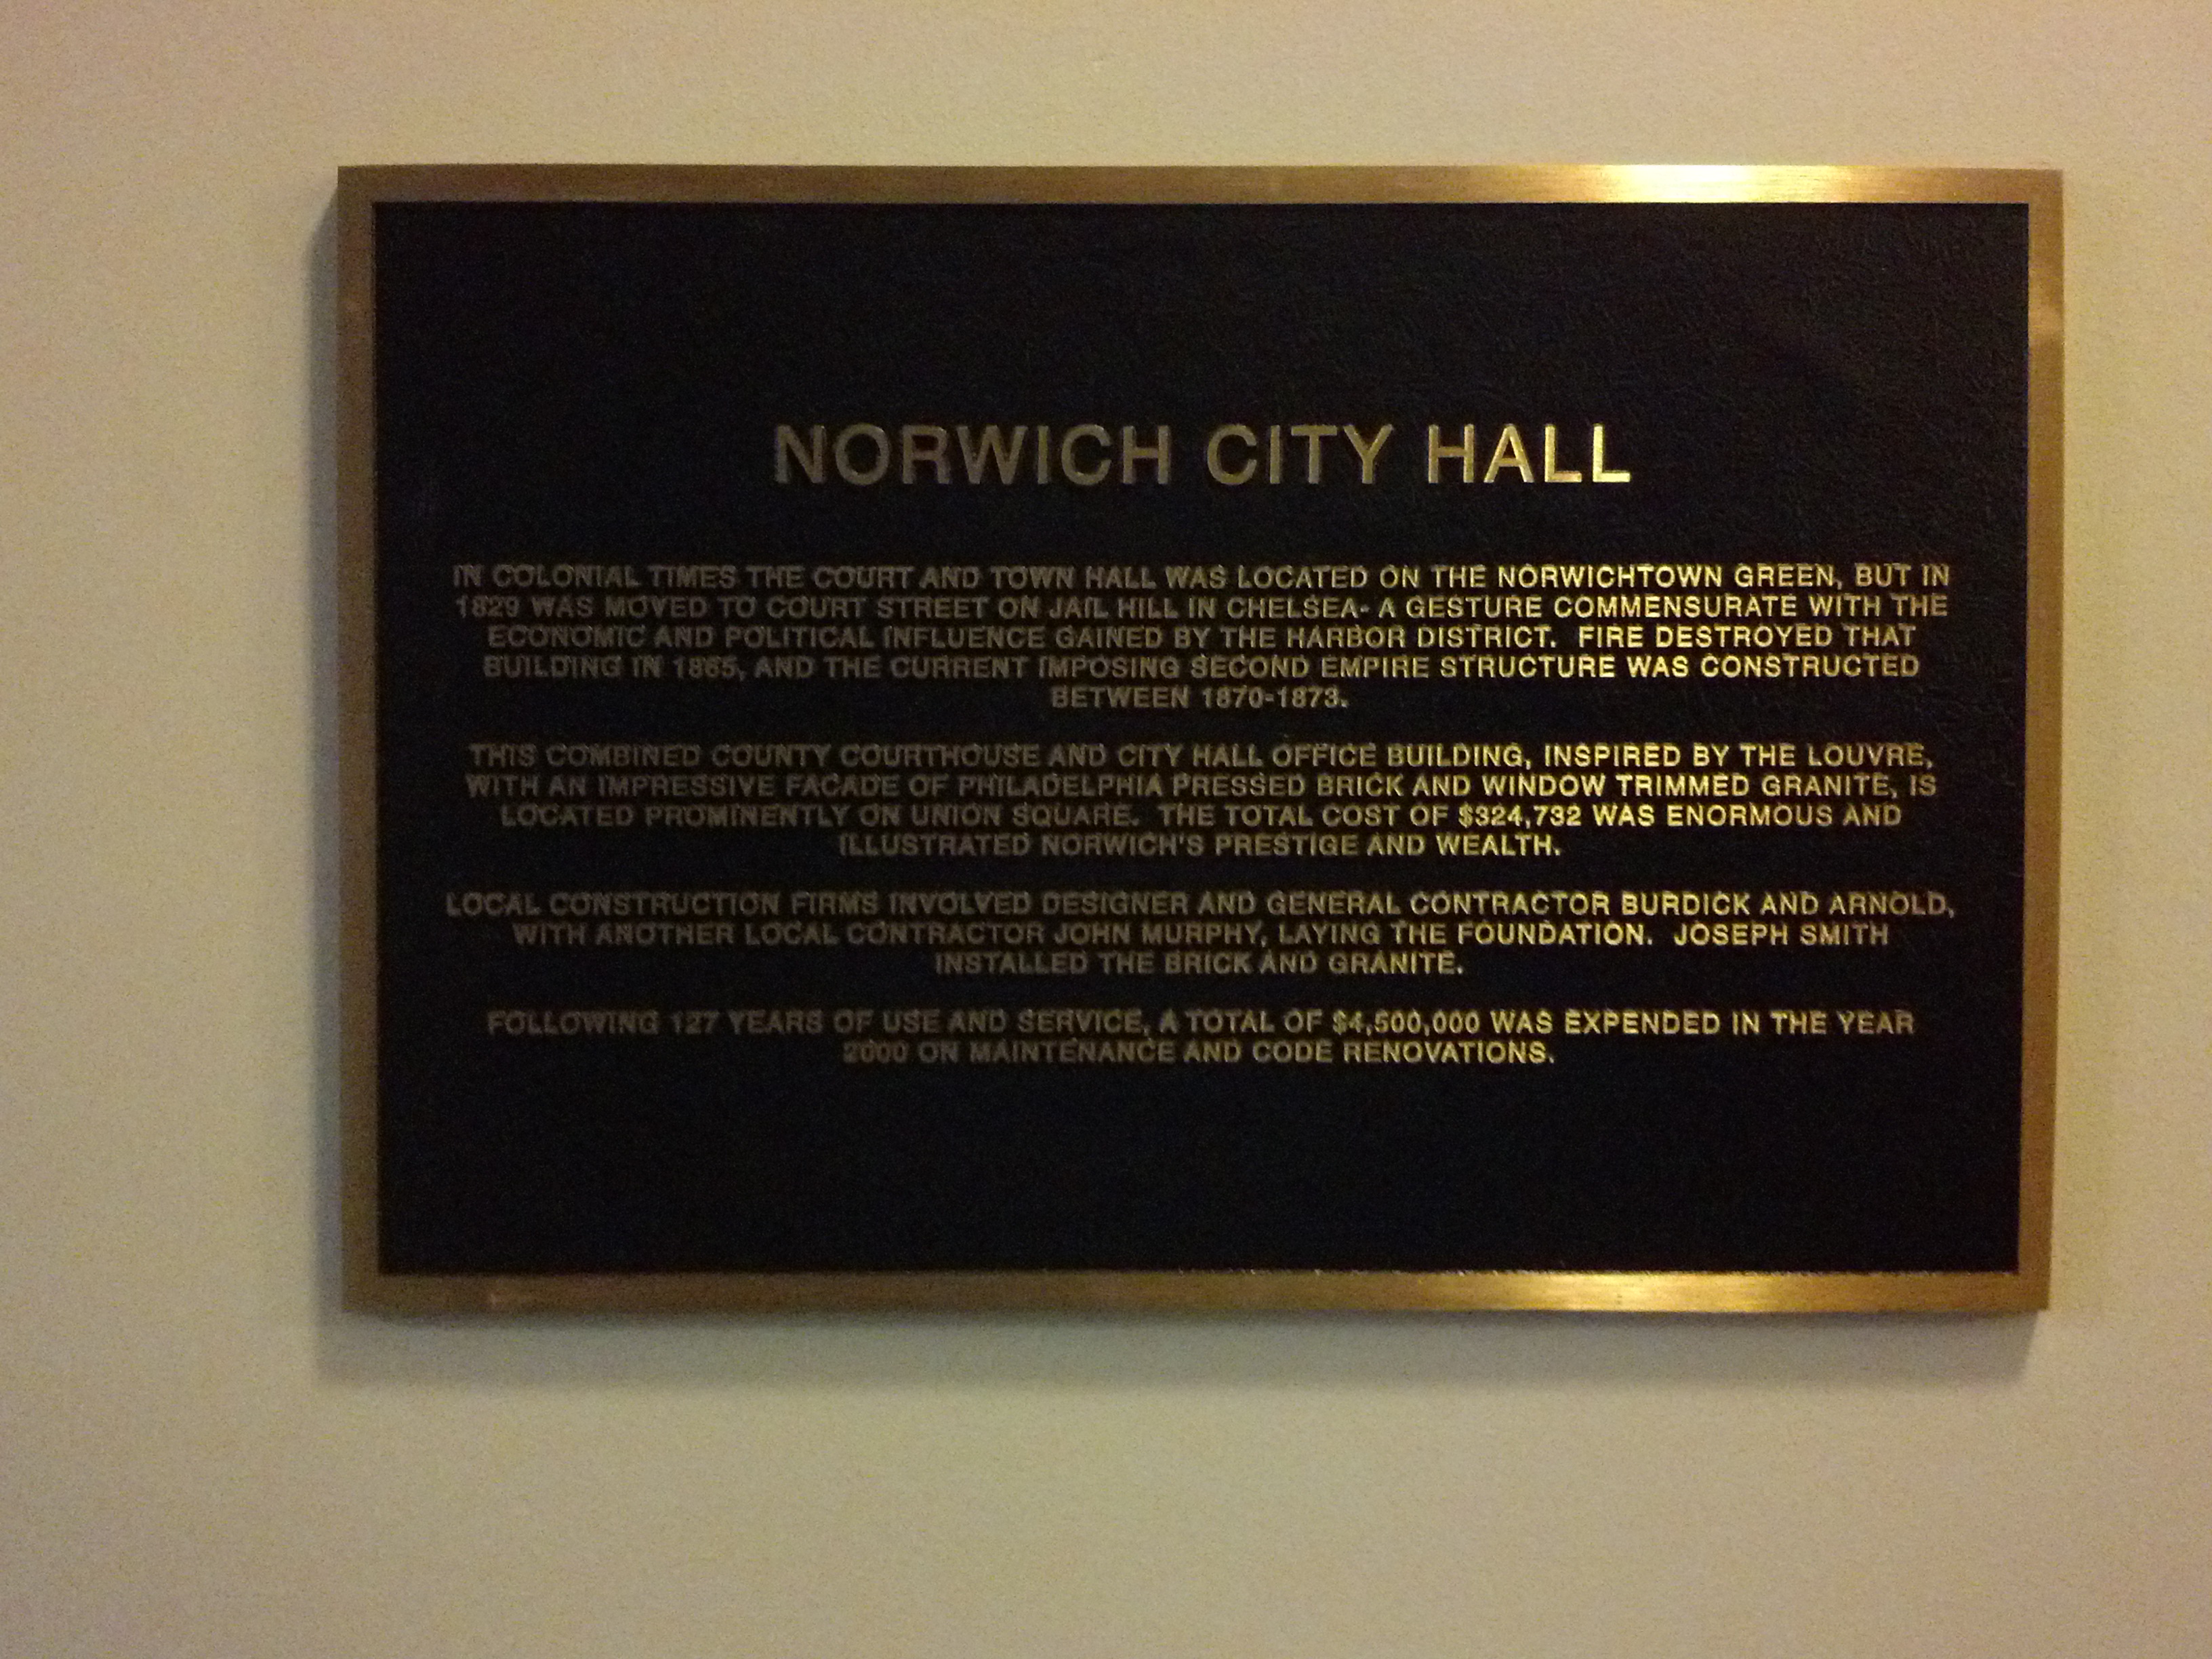 NORWICH CITY HALL
IN COLONIAL TIMES THE COURT AND TOWN HALL WAS LOCATED ON THE NORWICHTOWN GREEN, BUT IN
1829 WAS MOVED TO COURT STREET ON JAIL HILL IN CHELSEA- A GESTURE COMMENSURATE WITH THE
ECONOMIC AND POLITICAL INFLUENCE GAINED BY THE HARBOR DISTRICT. FIRE DESTROYED THAT
BUILDING IN 1865, AND THE CURRENT IMPOSING SECOND EMPIRE STRUCTURE WAS CONSTRUCTED
BETWEEN 1870-1873.
THIS COMBINED COUNTY COURTHOUSE AND CITY HALL OFFICE BUILDING, INSPIRED BY THE LOUVRE,
WITH AN IMPRESSIVE FACADE OF PHILADELPHIA PRESSED BRICK AND WINDOW TRIMMED GRANITE, IS
LOCATED PROMINENTLY ON UNION SQUARE. THE TOTAL COST OF $324,732 WAS ENORMOUS AND
ILLUSTRATED NORWICH'S PRESTIGE AND WEALTH.
LOCAL CONSTRUCTION FIRMS INVOLVED DESIGNER AND GENERAL CONTRACTOR BURDICK AND ARNOLD,
WITH ANOTHER LOCAL CONTRACTOR JOHN MURPHY, LAYING THE FOUNDATION. JOSEPH SMITH
INSTALLED THE BRICK AND GRANITE.
FOLLOWING 127 YEARS OF USE AND SERVICE, A TOTAL OF $4,500,000 WAS EXPENDED IN THE YEAR
2000 ON MAINTENANCE AND CODE RENOVATIONS.